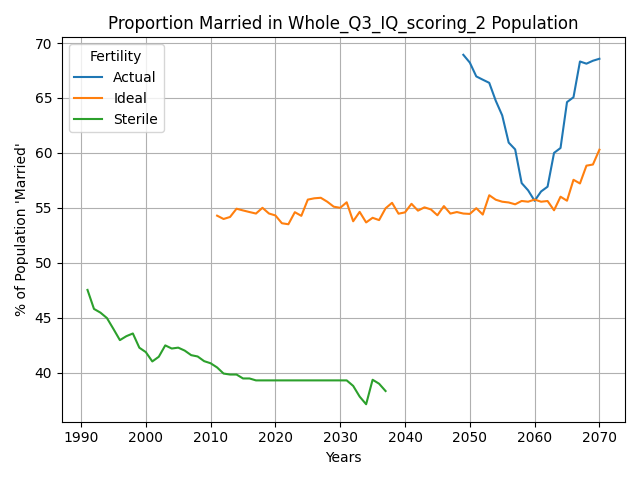 Proportion Married in Whole_Q3_IQ_scoring_2 Population
Fertility
Actual
Ideal
Sterile
% of Population 'Married'
70
65
60
55
50
45
40
1990 2000 2010 2020 2030 2040 2050 2060 2070
Years